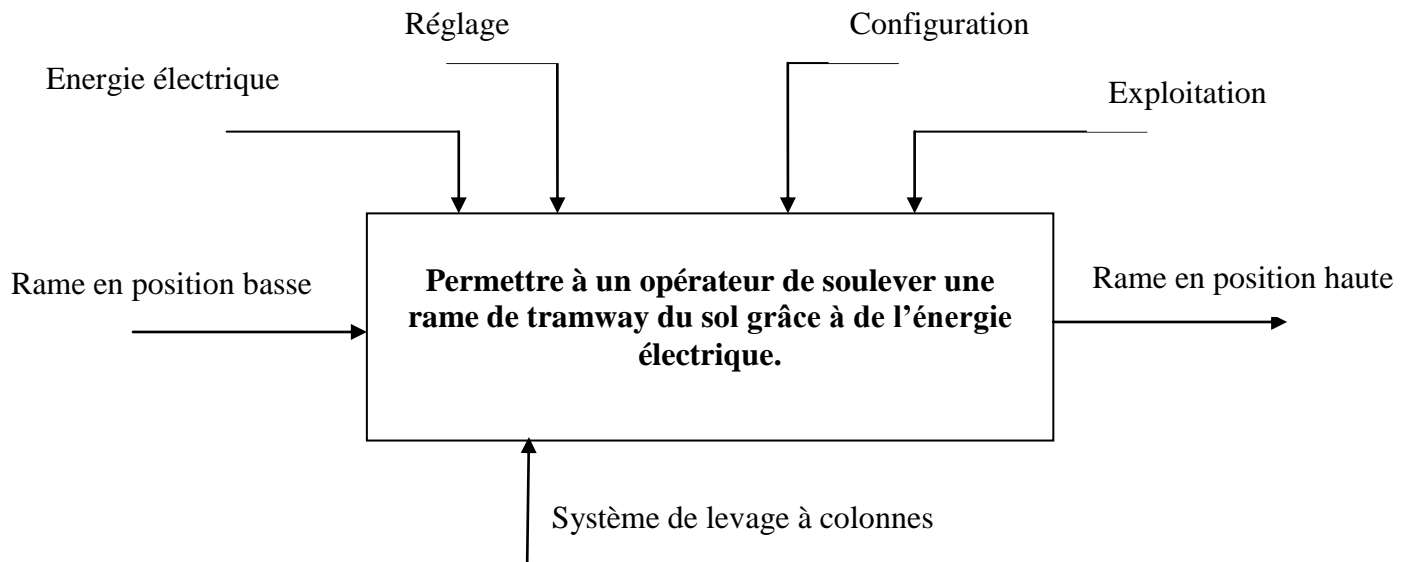 Réglage
Configuration
Energie électrique
Exploitation
Rame en position basse
Permettre à un opérateur de soulever une
rame de tramway du sol grâce à de l’énergie
électrique.
Rame en position haute
Système de levage à colonnes